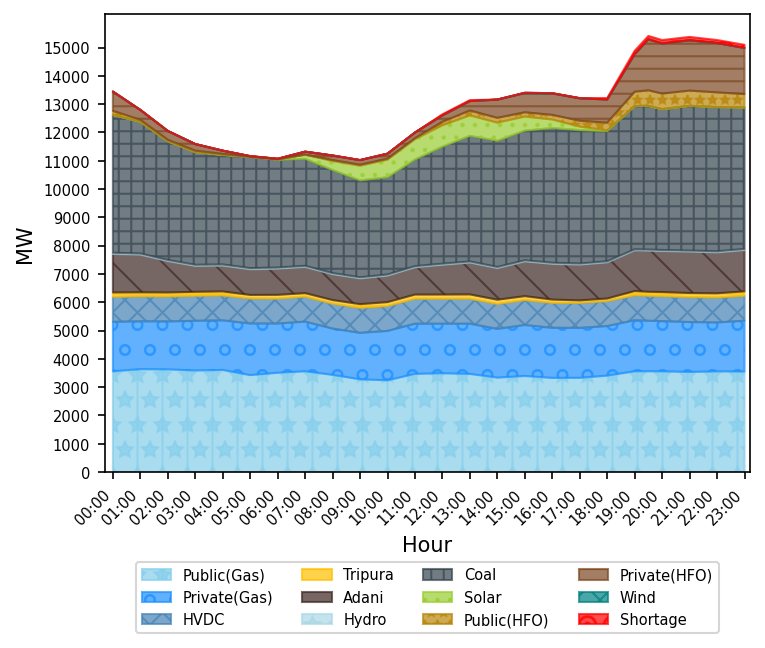 15000
14000
13000
12000
11000
10000
9000
8000
7000
6000
5000
4000
3000
2000
1000
0
MW
00:00 01:00 02:00 03:00 04:00 05:00 06:00 07:00 08:00 09:00 10:00 11:00 12:00 13:00 14:00 15:00 16:00 17:00 18:00 19:00 20:00 21:00 22:00 23:00
Hour
Public(Gas) Tripura Coal Private(HFO)
Private(Gas) Adani Solar Wind
HVDC Hydro Public(HFO) Shortage